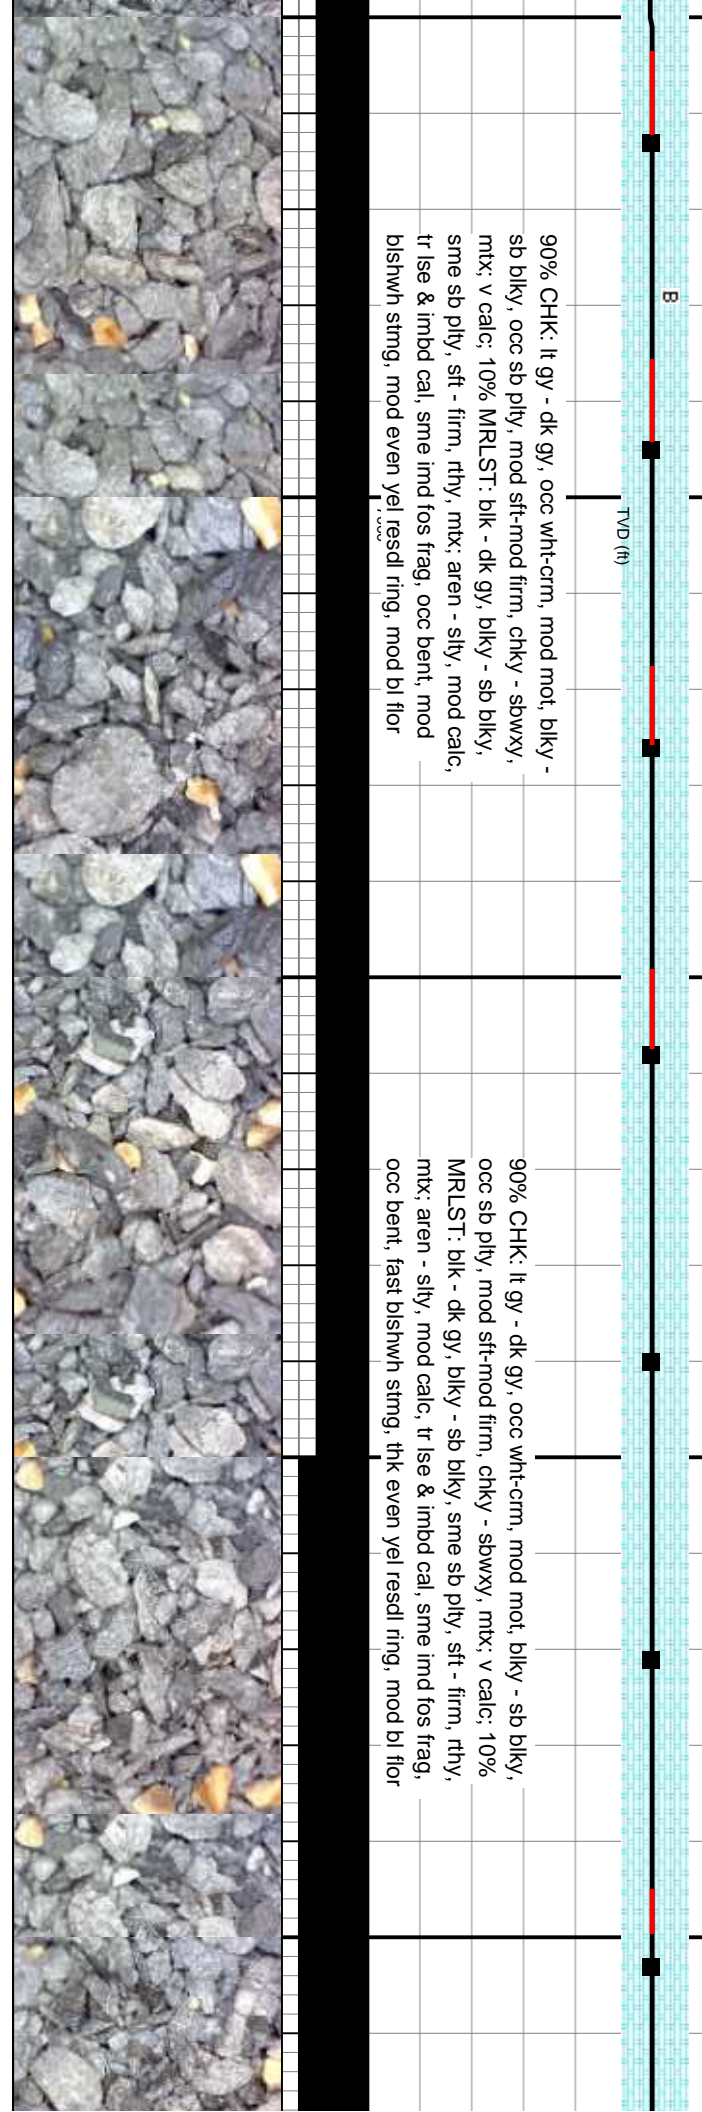 B
TVD (ft)
90% CHK: lt gy - dk gy, occ wht-crm, mod mot, blky -
sb blky, occ sb plty, mod sft-mod firm, chky - sbwxy,
mtx; v calc; 10% MRLST: blk - dk gy, blky - sb blky,
sme sb plty, sft - firm, rthy, mtx; aren - slty, mod calc,
tr lse & imbd cal, sme imd fos frag, occ bent, mod
blshwh stmg, mod even yel resdl ring, mod bl flor
90% CHK: lt gy - dk gy, occ wht-crm, mod mot, blky - sb blky,
occ sb plty, mod sft-mod firm, chky - sbwxy, mtx; v calc; 10%
MRLST: blk - dk gy, blky - sb blky, sme sb plty, sft - firm, rthy,
mtx; aren - slty, mod calc, tr lse & imbd cal, sme imd fos frag,
occ bent, fast blshwh stmg, thk even yel resdl ring, mod bl flor